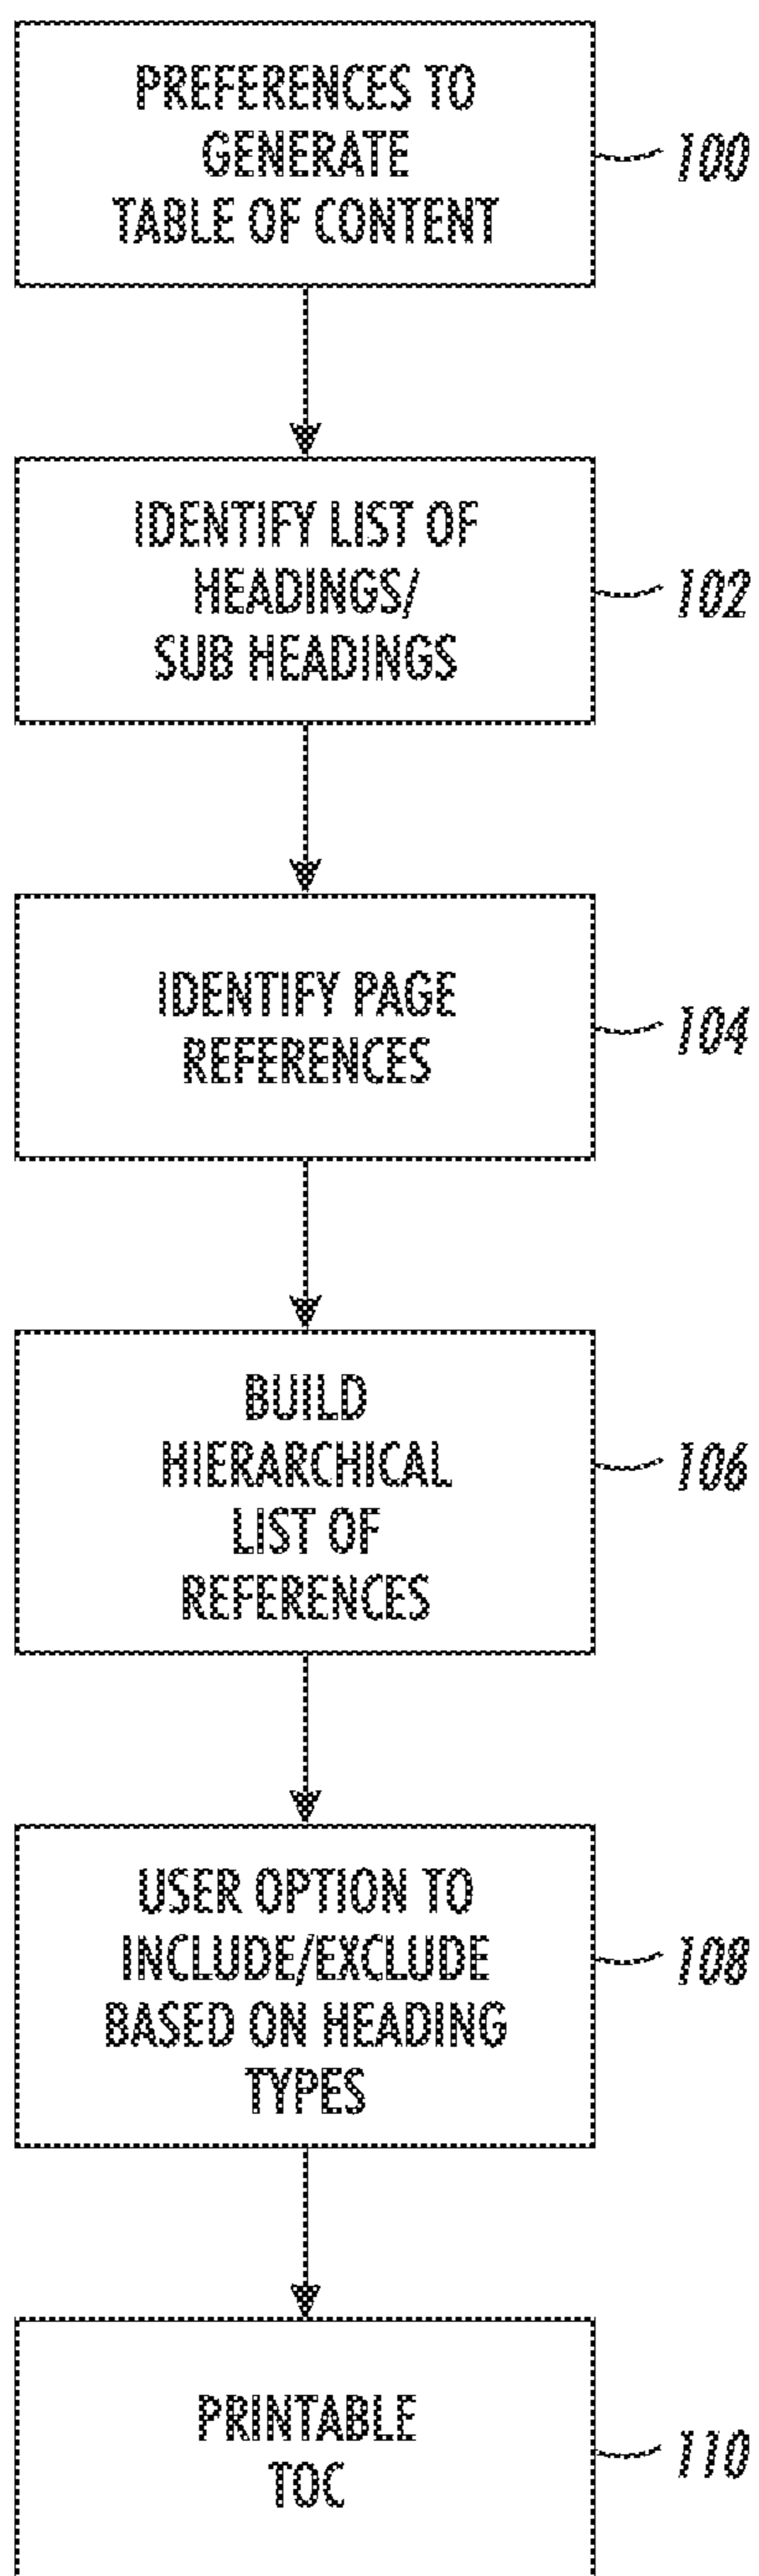 PREFERENCES TO
GENERATE
TABLE OF CONTENT
100
IDENTIFY LIST OF
HEADINGS/
SUB HEADINGS
102
IDENTIFY PAGE
REFERENCES
104
BUILD
HIERARCHICAL
LIST OF
REFERENCES
106
USER OPTION TO
INCLUDE/EXCLUDE
BASED ON HEADING
TYPES
108
PRINTABLE
TOC
110